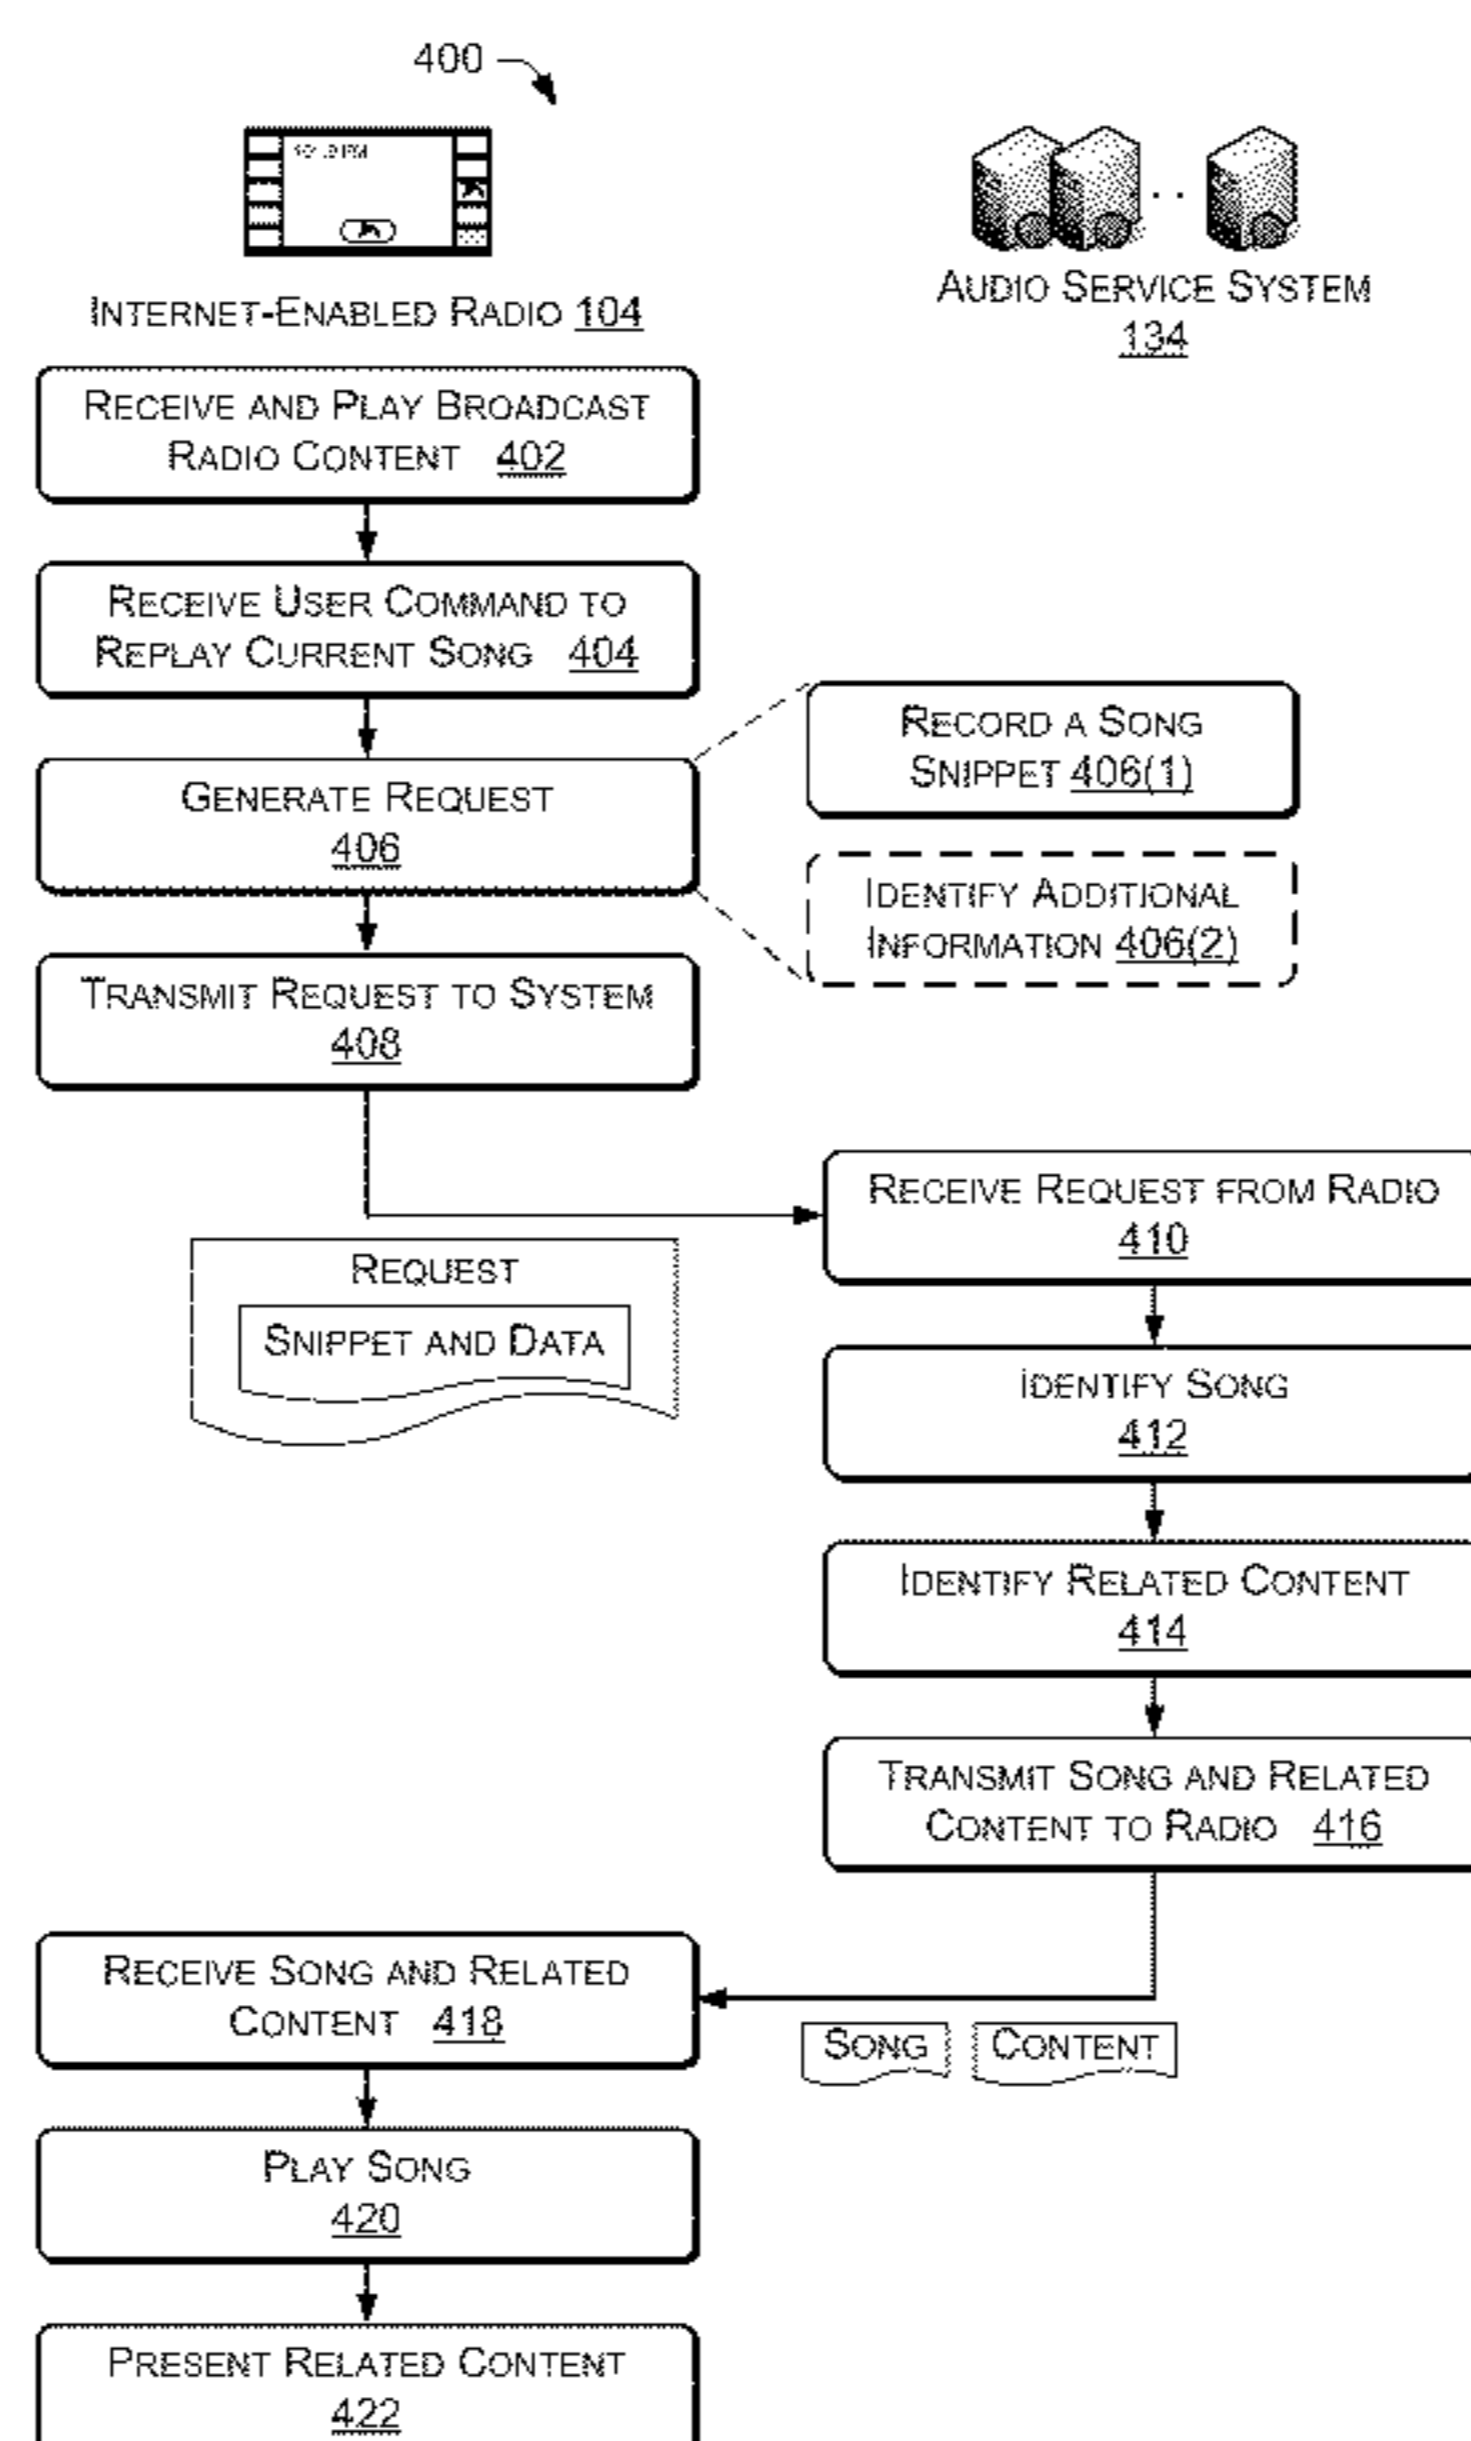 400
INTERNET-ENABLED RADIO 104
AUDIO SERVICE SYSTEM
134
RECEIVE AND PLAY BROADCAST
RADIO CONTENT 402
RECEIVE USER COMMAND TO
REPLAY CURRENT SONG 404
GENERATE REQUEST
406
RECORD A SONG
SNIPPET 406(1)
IDENTIFY ADDITIONAL
INFORMATION 406(2)
TRANSMIT REQUEST TO SYSTEM
408
RECEIVE REQUEST FROM RADIO
410
REQUEST
SNIPPET AND DATA
IDENTIFY SONG
412
IDENTIFY RELATED CONTENT
414
TRANSMIT SONG AND RELATED
CONTENT TO RADIO 416
RECEIVE SONG AND RELATED
CONTENT 418
SONG
CONTENT
PLAY SONG
420
PRESENT RELATED CONTENT
422